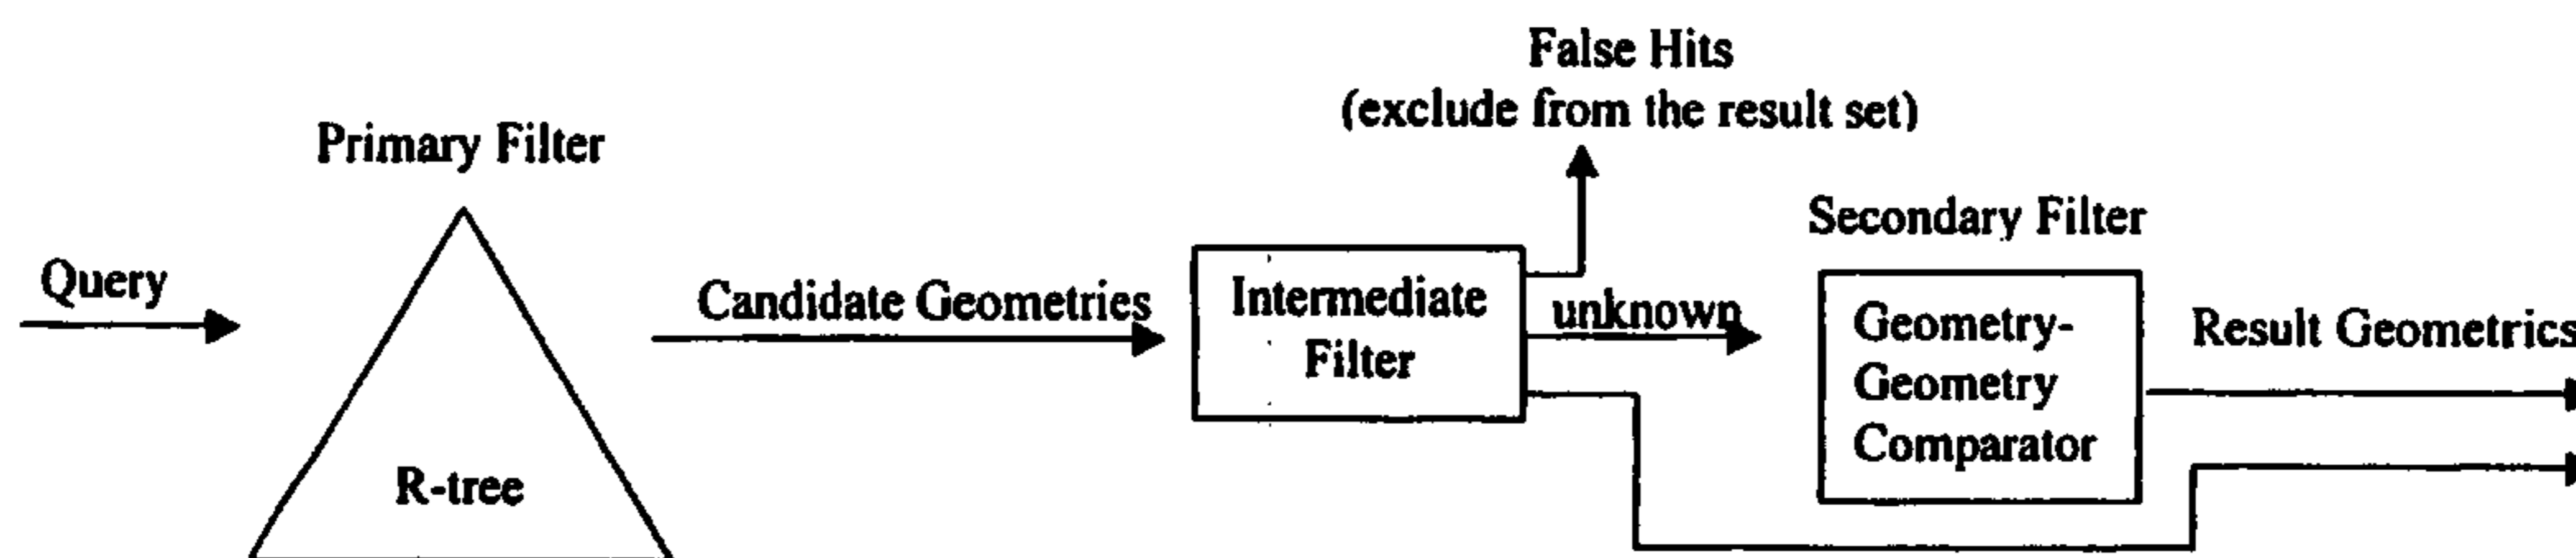 False Hits
(exclude from the result set)
Primary Filter
Secondary Filter
Query
Candidate Geometries
Intermediate
Filter
unknown
Geometry-
Geometry
Comparator
Result Geometrics
R-tree